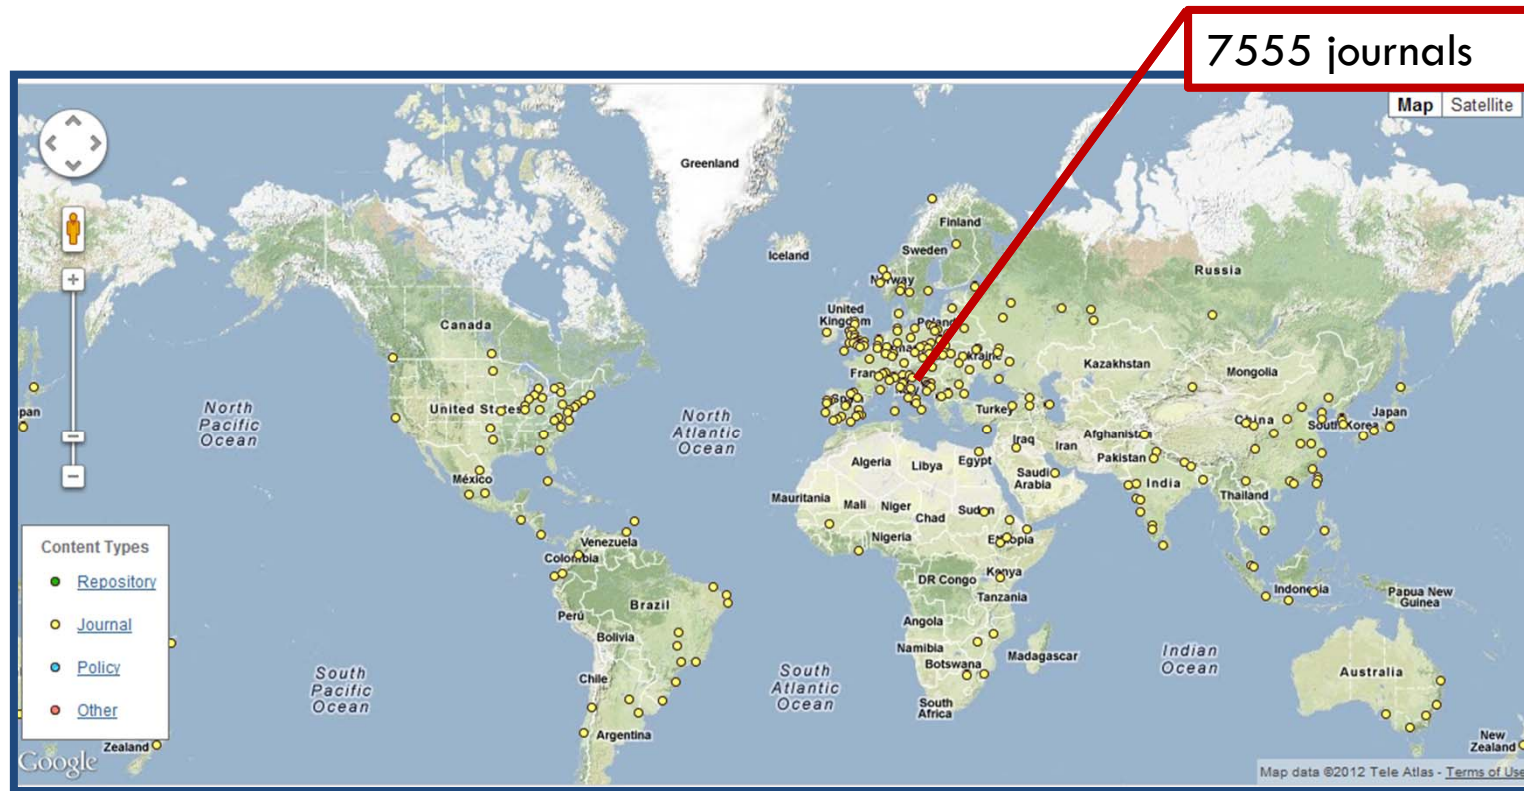 7555 journals
Map Satellite
Greenland
Finland
Iceland
Sweden
Russia
Norway
United
Kingdom
Canada
Poland
Ukraine
Kazakhstan
Mongolia
North
Pacific
Ocean
United States
North
Atlantic
Ocean
Turkey
China
Japan
South Korea
Iraq
Iran
Afghanistan
Algeria
Libya
Egypt
Pakistan
Saudi
Arabia
México
India
Mauritania
Mali
Niger
Chad
Sudan
Thailand
Nigeria
Ethiopia
Venezuela
Colombia
DR Congo
Kenya
Tanzania
Indonesia
Papua New
Guinea
Brazil
Perú
Angola
Bolivia
Namibia
Botswana
Madagascar
Indian
Ocean
Australia
South
Pacific
Ocean
Chile
South
Atlantic
Ocean
South
Africa
Argentina
New
Zealand
Content Types
Repository
Journal
Policy
Other
Zealand
Google
Map data ©2012 Tele Atlas - Terms of Use